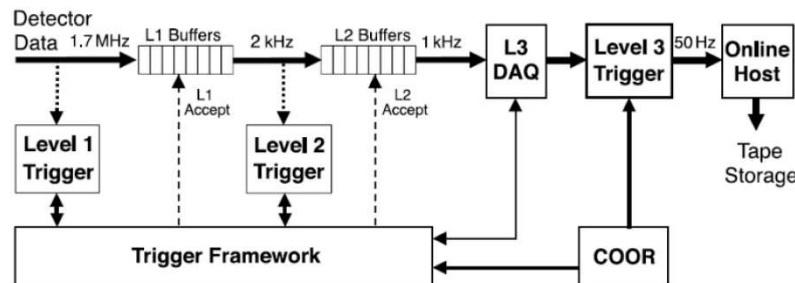 Detector
Data
1.7 MHz
L1 Buffers
2 kHz
L2 Buffers
1 kHz
L3
DAQ
Level 3
Trigger
50 Hz
Online
Host
L1
Accept
L2
Accept
Level 1
Trigger
Level 2
Trigger
Tape
Storage
Trigger Framework
COOR